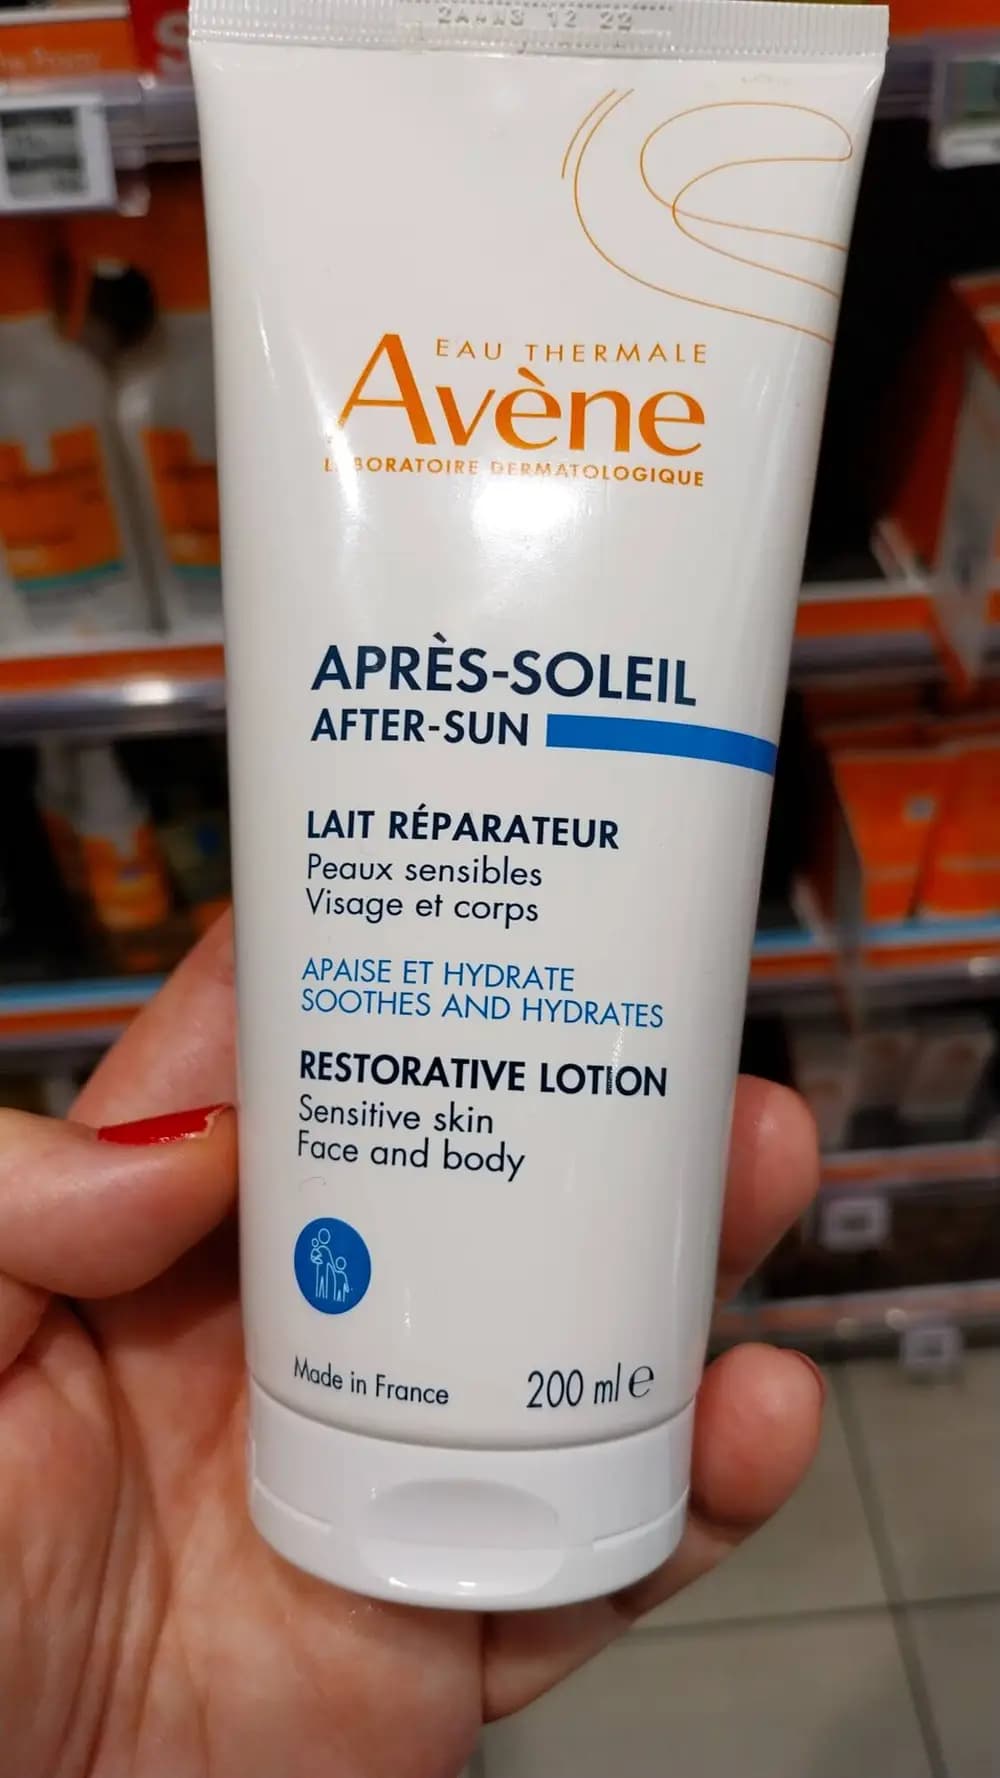 EAU THERMALE
Avène
LABORATOIRE DERMATOLOGIQUE
APRÈS-SOLEIL
AFTER-SUN
LAIT RÉPARATEUR
Peaux sensibles
Visage et corps
APAISE ET HYDRATE
SOOTHES AND HYDRATES
RESTORATIVE LOTION
Sensitive skin
Face and body
Made in France
200 ml e